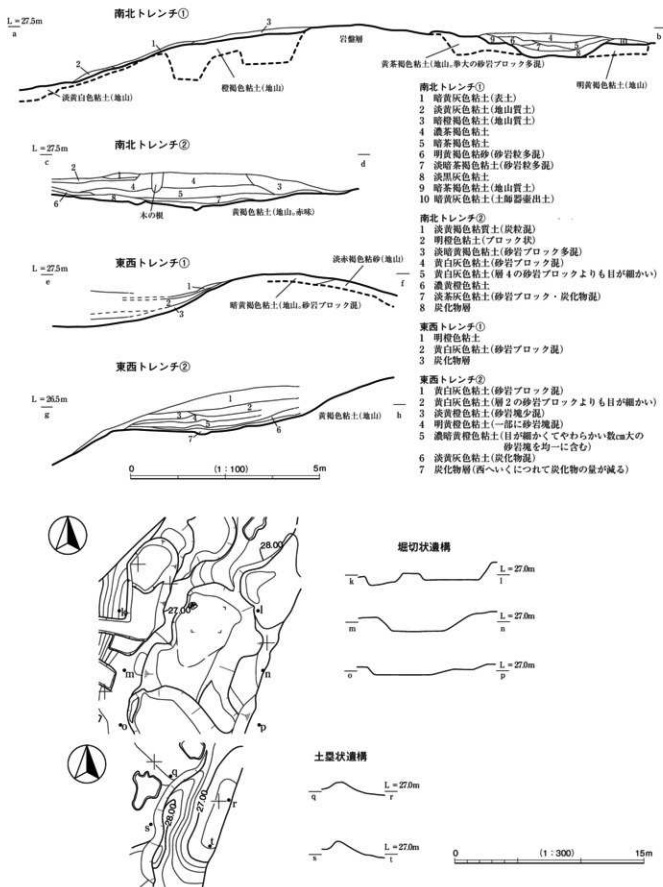 南北トレンチ①
L=27.5m
a
b
1
2
3
岩盤層
橙褐色粘土(地山)
淡黄白色粘土(地山)
黄茶褐色粘土(地山、拳大の砂岩ブロック多混)
明黄褐色粘土(地山)
南北トレンチ①
1 暗黄灰色粘土(表土)
2 淡黄灰色粘土(地山質土)
3 暗橙褐色粘土(地山質土)
4 濃茶褐色粘土
5 暗茶褐色粘土
6 明黄褐色粘砂(砂岩粒多混)
7 淡暗茶褐色粘土(砂岩粒多混)
8 淡黒灰色粘土
9 暗茶褐色粘土(地山質土)
10 暗黄灰色粘土(土師器壷出土)
南北トレンチ②
L=27.5m
c
d
木の根
黄褐色粘土(地山、赤味)
南北トレンチ②
1 淡黄褐色粘質土(炭粒混)
2 明橙色粘土(ブロック状)
3 淡暗黄褐色粘土(砂岩ブロック多混)
4 黄白灰色粘土(砂岩ブロック混)
5 黄白灰色粘土(層4の砂岩ブロックよりも目が細かい)
6 濃黄橙色粘土
7 淡茶灰色粘土(砂岩ブロック・炭化物混)
8 炭化物層
東西トレンチ①
L=27.5m
e
f
淡赤褐色粘砂(地山)
暗黄褐色粘土(地山、砂岩ブロック混)
東西トレンチ①
1 明橙色粘土
2 黄白灰色粘土(砂岩ブロック混)
3 炭化物層
東西トレンチ②
L=26.5m
g
h
黄褐色粘土(地山)
東西トレンチ②
1 黄白灰色粘土(砂岩ブロック混)
2 黄白灰色粘土(層2の砂岩ブロックよりも目が細かい)
3 淡黄橙色粘土(砂岩塊少混)
4 明黄橙色粘土(一部に砂岩塊混)
5 濃暗黄橙色粘土(目が細かくてやわらかい数cm大の
砂岩塊を均一に含む)
6 淡黄灰色粘土(炭化物混)
7 炭化物層(西へいくにつれて炭化物の量が減る)
0 (1:100) 5m
28.00
27.00
k
l
m
n
o
p
堀切状遺構
k L=27.0m l
m L=27.0m n
o L=27.0m p
q
r
s
t
27.00
28.00
土塁状遺構
q L=27.0m r
s L=27.0m t
0 (1:300) 15m